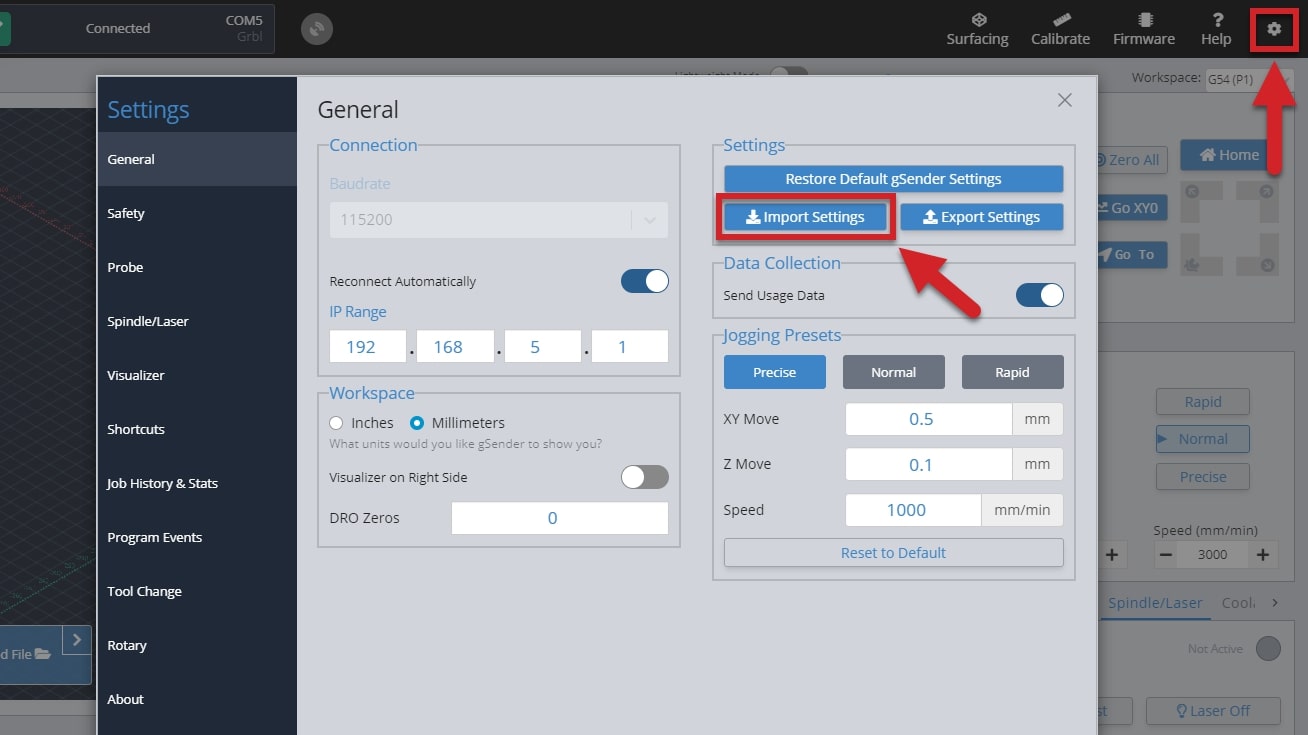 Connected
COM5
Grbl
Surfacing
Calibrate
Firmware
Help
Workspace: G54 (P1)
Settings
General
Safety
Probe
Spindle/Laser
Visualizer
Shortcuts
Job History & Stats
Program Events
Tool Change
Rotary
About
General
Connection
Baudrate
115200
Reconnect Automatically
IP Range
192 . 168 . 5 . 1
Workspace
Inches Millimeters
What units would you like gSender to show you?
Visualizer on Right Side
DRO Zeros 0
Settings
Restore Default gSender Settings
Import Settings
Export Settings
Data Collection
Send Usage Data
Jogging Presets
Precise Normal Rapid
XY Move 0.5 mm
Z Move 0.1 mm
Speed 1000 mm/min
Reset to Default
Zero All
Home
Go XY0
Go To
Rapid
Normal
Precise
Speed (mm/min)
+ − 3000 +
Spindle/Laser
Not Active
Laser Off
d File